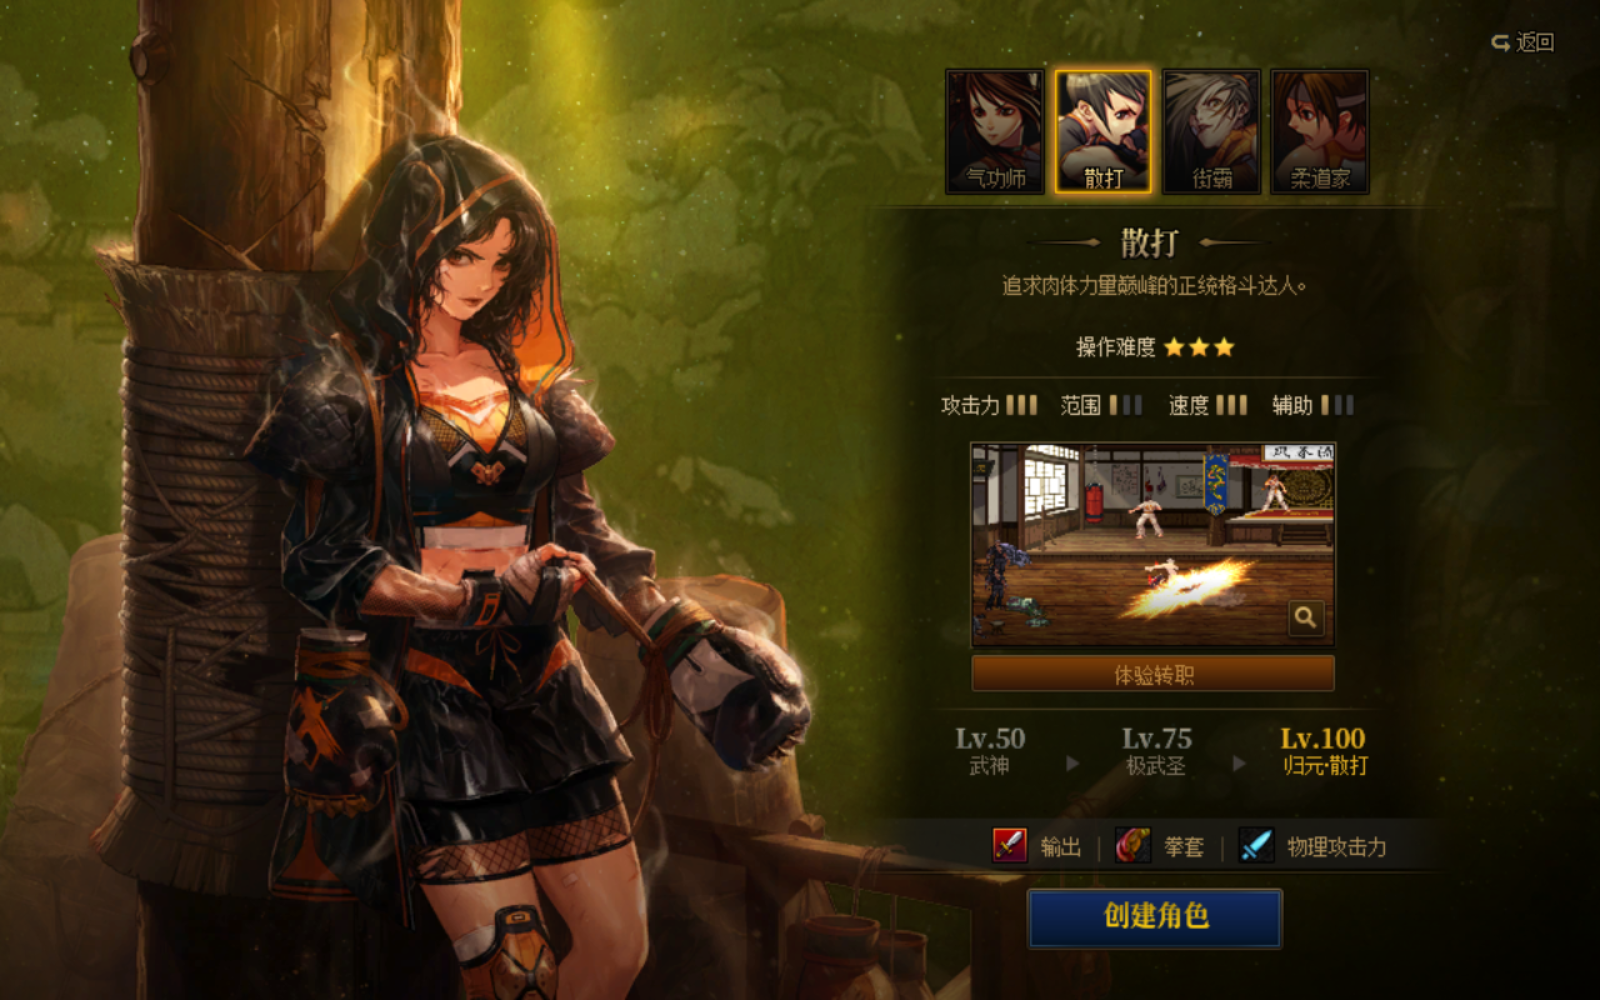 返回
气功师
散打
街霸
柔道家
散打
追求肉体力量巅峰的正统格斗达人。
操作难度
攻击力 范围 速度 辅助
体验转职
Lv.50 Lv.75 Lv.100
武神 极武圣 归元·散打
输出 | 拳套 | 物理攻击力
创建角色